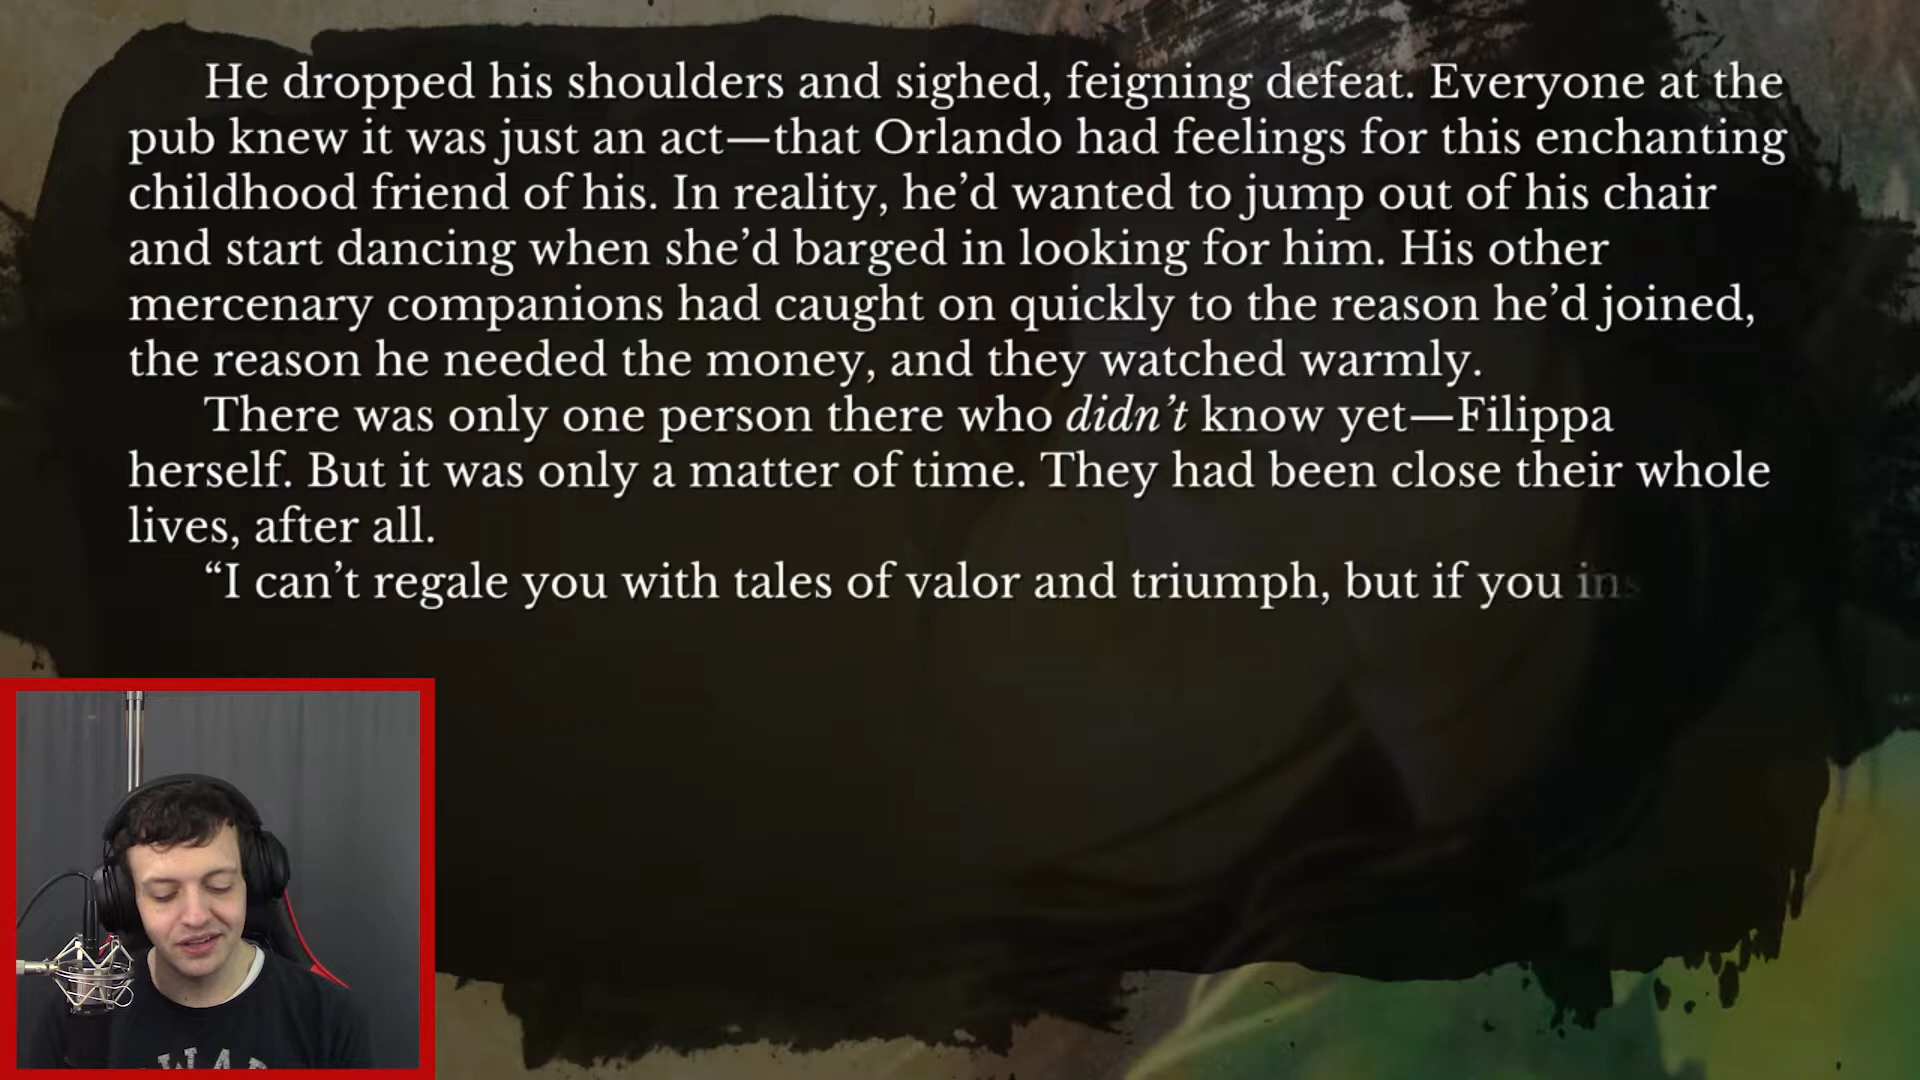 He dropped his shoulders and sighed, feigning defeat. Everyone at the
pub knew it was just an act—that Orlando had feelings for this enchanting
childhood friend of his. In reality, he’d wanted to jump out of his chair
and start dancing when she’d barged in looking for him. His other
mercenary companions had caught on quickly to the reason he’d joined,
the reason he needed the money, and they watched warmly.
There was only one person there who didn’t know yet—Filippa
herself. But it was only a matter of time. They had been close their whole
lives, after all.
“I can’t regale you with tales of valor and triumph, but if you